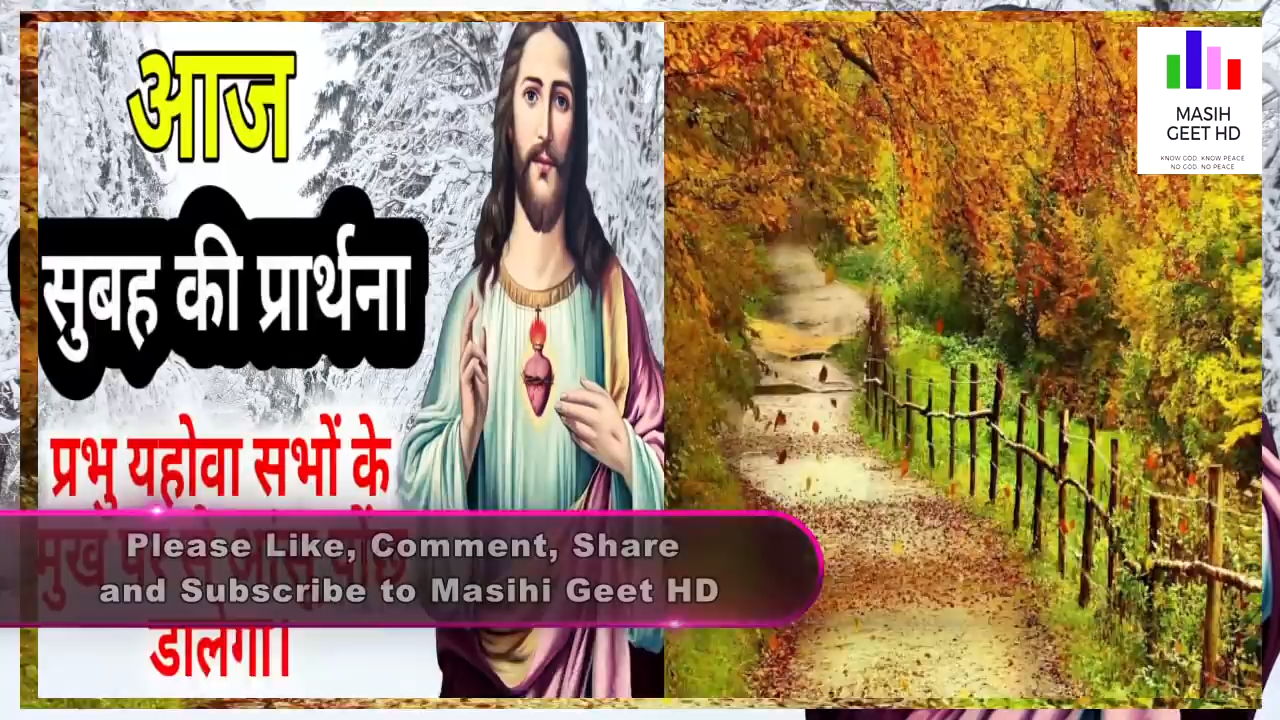 आज
सुबह की प्रार्थना
प्रभु यहोवा सभों के
मुख पर से आंसू पोंछ
डालेगा।
Please Like, Comment, Share
and Subscribe to Masihi Geet HD
MASIH
GEET HD
KNOW GOD. KNOW PEACE
NO GOD. NO PEACE